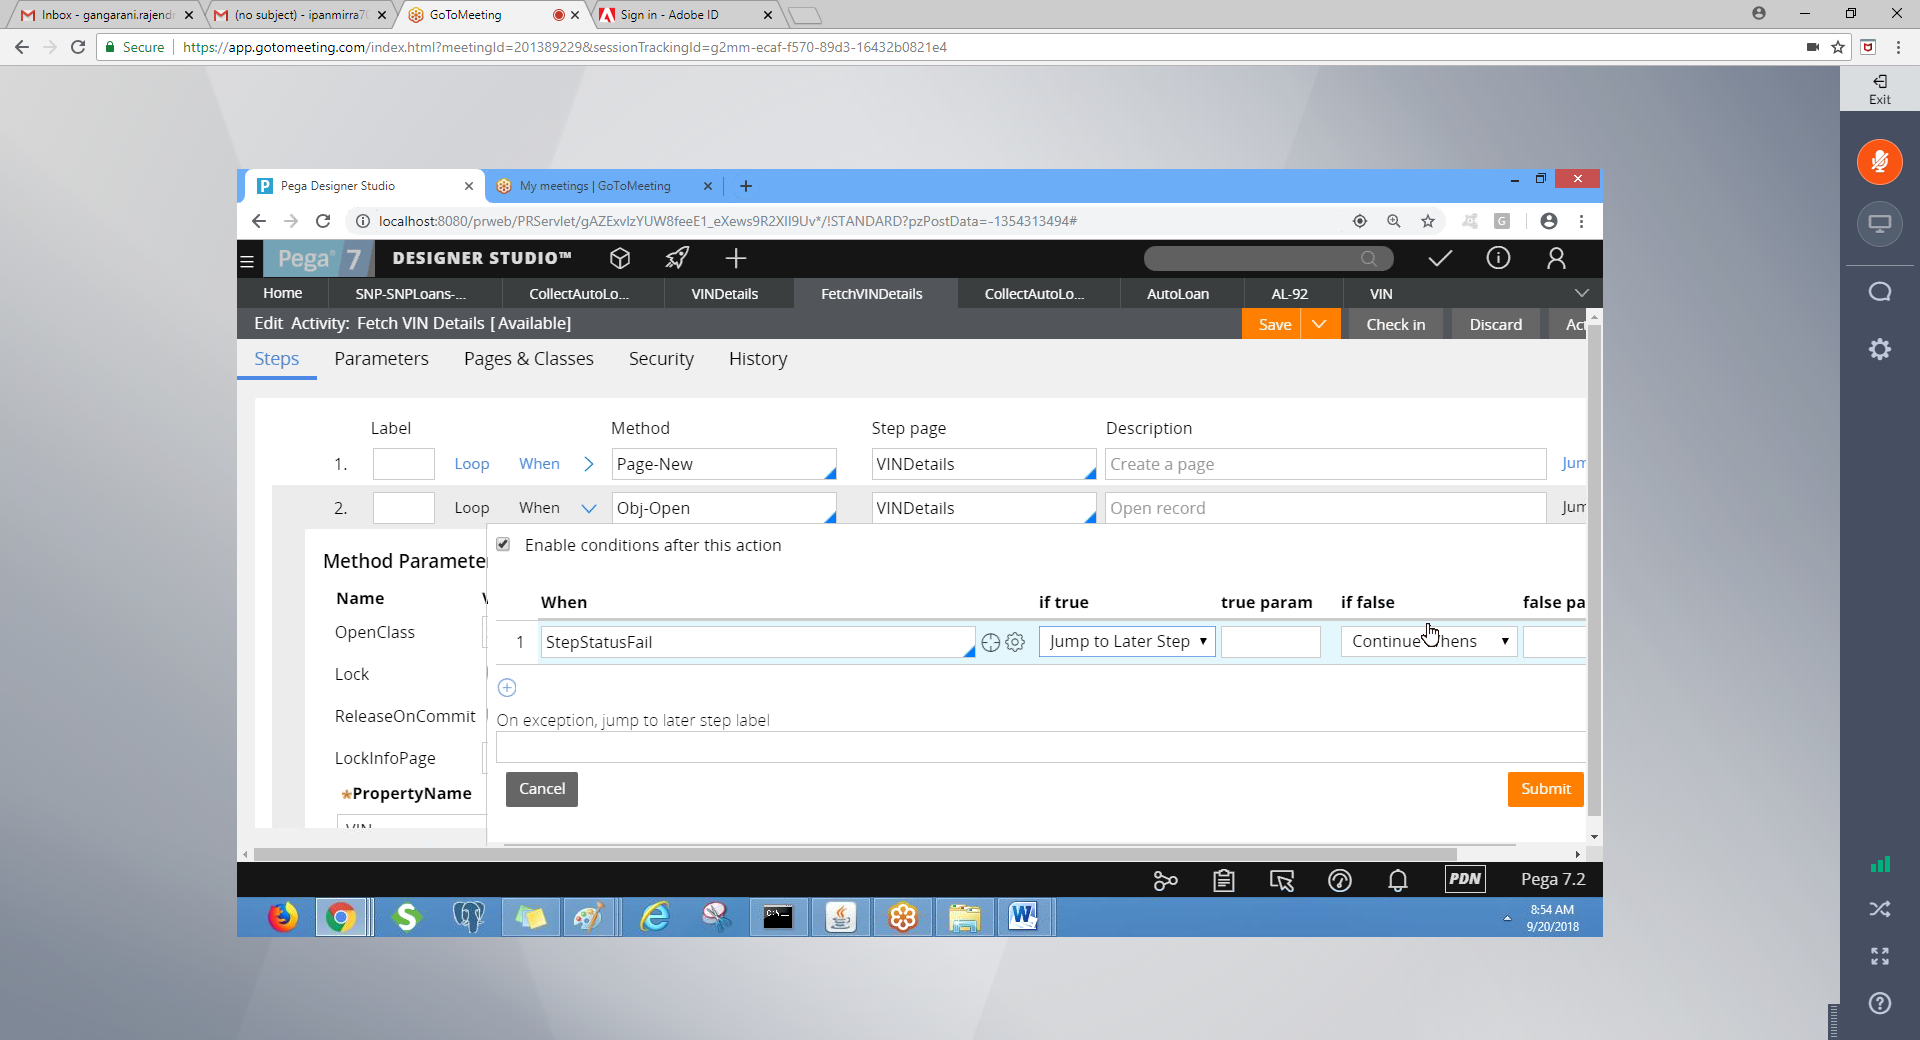 Inbox - gangarani.rajend
(no subject) - ipanmirra7
GoToMeeting
Sign in - Adobe ID
Secure
https://app.gotomeeting.com/index.html?meetingId=201389229&sessionTrackingId=g2mm-ecaf-f570-89d3-16432b0821e4
Exit
Pega Designer Studio
My meetings | GoToMeeting
localhost:8080/prweb/PRServlet/gAZExvlzYUW8feeE1_eXews9R2XII9Uv*/!STANDARD?pzPostData=-1354313494#
Pega 7
DESIGNER STUDIO™
Home
SNP-SNPLoans-...
CollectAutoLo...
VINDetails
FetchVINDetails
CollectAutoLo...
AutoLoan
AL-92
VIN
Edit Activity: Fetch VIN Details [Available]
Save
Check in
Discard
Act
Steps
Parameters
Pages & Classes
Security
History
Label
Method
Step page
Description
1.
Loop
When
Page-New
VINDetails
Create a page
Jum
2.
Loop
When
Obj-Open
VINDetails
Open record
Jum
Enable conditions after this action
Method Paramete
Name
When
if true
true param
if false
false pa
OpenClass
1
StepStatusFail
Jump to Later Step
Continue Whens
Lock
ReleaseOnCommit
On exception, jump to later step label
LockInfoPage
Cancel
Submit
*PropertyName
VIN
PDN
Pega 7.2
8:54 AM
9/20/2018